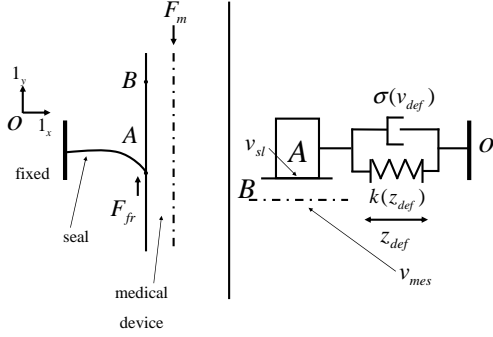 F_m
1_y
B
O
1_x
A
fixed
F_fr
seal
medical
device
σ(v_def)
v_sl
A
O
B
k(z_def)
z_def
v_mes